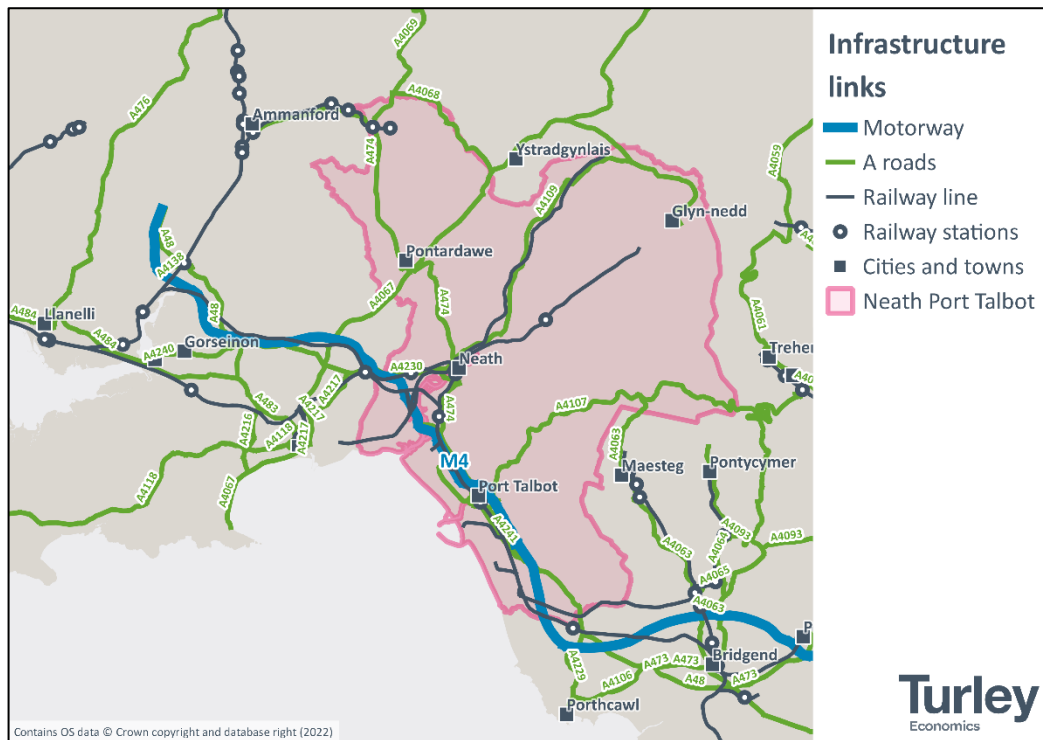 Infrastructure
links
Motorway
A roads
Railway line
Railway stations
Cities and towns
Neath Port Talbot
A4069
A4068
A476
Ammanford
A474
Ystradgynlais
A4059
A4109
Glyn-nedd
A48
A4138
Pontardawe
A4067
A484
Llanelli
A48
A474
A4061
A484
Gorseinon
A4240
A4230
Neath
Treher
A483
A4217
A4217
A4107
A4216
A4118
A4217
A474
A4063
M4
Maesteg
Pontycymer
A4118
A4067
Port Talbot
A4241
A4093
A4093
A4063
A4064
A4065
A4063
P
A473
A473
Bridgend
A4229
A4106
A48
A473
Porthcawl
Turley
Economics
Contains OS data © Crown copyright and database right (2022)